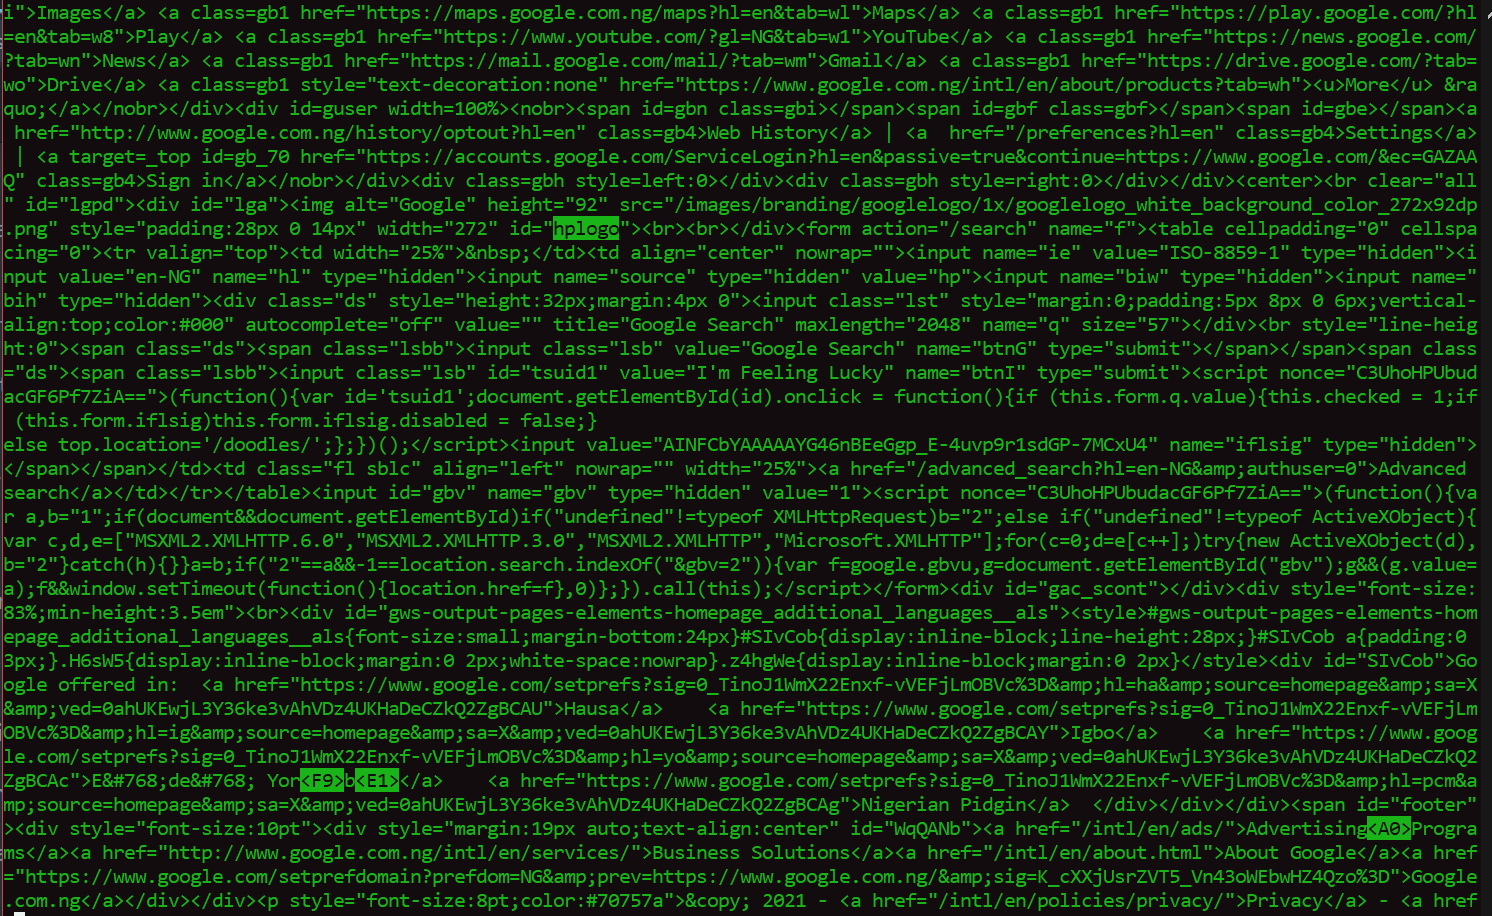 i">Images</a> <a class=gb1 href="https://maps.google.com.ng/maps?hl=en&tab=wl">Maps</a> <a class=gb1 href="https://play.google.com/?hl
=en&tab=w8">Play</a> <a class=gb1 href="https://www.youtube.com/?gl=NG&tab=w1">YouTube</a> <a class=gb1 href="https://news.google.com/
?tab=wn">News</a> <a class=gb1 href="https://mail.google.com/mail/?tab=wm">Gmail</a> <a class=gb1 href="https://drive.google.com/?tab=
wo">Drive</a> <a class=gb1 style="text-decoration:none" href="https://www.google.com.ng/intl/en/about/products?tab=wh"><u>More</u> &ra
quo;</a></nobr></div><div id=guser width=100%><nobr><span id=gbn class=gbi></span><span id=gbf class=gbf></span><span id=gbe></span><a
 href="http://www.google.com.ng/history/optout?hl=en" class=gb4>Web History</a> | <a  href="/preferences?hl=en" class=gb4>Settings</a>
 | <a target=_top id=gb_70 href="https://accounts.google.com/ServiceLogin?hl=en&passive=true&continue=https://www.google.com/&ec=GAZAA
Q" class=gb4>Sign in</a></nobr></div><div class=gbh style=left:0></div><div class=gbh style=right:0></div></div><center><br clear="all
" id="lgpd"><div id="lga"><img alt="Google" height="92" src="/images/branding/googlelogo/1x/googlelogo_white_background_color_272x92dp
.png" style="padding:28px 0 14px" width="272" id="hplogo"><br><br></div><form action="/search" name="f"><table cellpadding="0" cellspa
cing="0"><tr valign="top"><td width="25%">&nbsp;</td><td align="center" nowrap=""><input name="ie" value="ISO-8859-1" type="hidden"><i
nput value="en-NG" name="hl" type="hidden"><input name="source" type="hidden" value="hp"><input name="biw" type="hidden"><input name="
bih" type="hidden"><div class="ds" style="height:32px;margin:4px 0"><input class="lst" style="margin:0;padding:5px 8px 0 6px;vertical-
align:top;color:#000" autocomplete="off" value="" title="Google Search" maxlength="2048" name="q" size="57"></div><br style="line-heig
ht:0"><span class="ds"><span class="lsbb"><input class="lsb" value="Google Search" name="btnG" type="submit"></span></span><span class
="ds"><span class="lsbb"><input class="lsb" id="tsuid1" value="I'm Feeling Lucky" name="btnI" type="submit"><script nonce="C3UhoHPUbud
acGF6Pf7ZiA==">(function(){var id='tsuid1';document.getElementById(id).onclick = function(){if (this.form.q.value){this.checked = 1;if
 (this.form.iflsig)this.form.iflsig.disabled = false;}
else top.location='/doodles/';};})();</script><input value="AINFCbYAAAAAYG46nBEeGgp_E-4uvp9r1sdGP-7MCxU4" name="iflsig" type="hidden">
</span></span></td><td class="fl sblc" align="left" nowrap="" width="25%"><a href="/advanced_search?hl=en-NG&amp;authuser=0">Advanced
search</a></td></tr></table><input id="gbv" name="gbv" type="hidden" value="1"><script nonce="C3UhoHPUbudacGF6Pf7ZiA==">(function(){va
r a,b="1";if(document&&document.getElementById)if("undefined"!=typeof XMLHttpRequest)b="2";else if("undefined"!=typeof ActiveXObject){
var c,d,e=["MSXML2.XMLHTTP.6.0","MSXML2.XMLHTTP.3.0","MSXML2.XMLHTTP","Microsoft.XMLHTTP"];for(c=0;d=e[c++];)try{new ActiveXObject(d),
b="2"}catch(h){}}a=b;if("2"==a&&-1==location.search.indexOf("&gbv=2")){var f=google.gbvu,g=document.getElementById("gbv");g&&(g.value=
a);f&&window.setTimeout(function(){location.href=f},0)};}).call(this);</script></form><div id="gac_scont"></div><div style="font-size:
83%;min-height:3.5em"><br><div id="gws-output-pages-elements-homepage_additional_languages__als"><style>#gws-output-pages-elements-hom
epage_additional_languages__als{font-size:small;margin-bottom:24px}#SIvCob{display:inline-block;line-height:28px;}#SIvCob a{padding:0
3px;}.H6sW5{display:inline-block;margin:0 2px;white-space:nowrap}.z4hgWe{display:inline-block;margin:0 2px}</style><div id="SIvCob">Go
ogle offered in:  <a href="https://www.google.com/setprefs?sig=0_TinoJ1WmX22Enxf-vVEFjLmOBVc%3D&amp;hl=ha&amp;source=homepage&amp;sa=X
&amp;ved=0ahUKEwjL3Y36ke3vAhVDz4UKHaDeCZkQ2ZgBCAU">Hausa</a>    <a href="https://www.google.com/setprefs?sig=0_TinoJ1WmX22Enxf-vVEFjLm
OBVc%3D&amp;hl=ig&amp;source=homepage&amp;sa=X&amp;ved=0ahUKEwjL3Y36ke3vAhVDz4UKHaDeCZkQ2ZgBCAY">Igbo</a>    <a href="https://www.goog
le.com/setprefs?sig=0_TinoJ1WmX22Enxf-vVEFjLmOBVc%3D&amp;hl=yo&amp;source=homepage&amp;sa=X&amp;ved=0ahUKEwjL3Y36ke3vAhVDz4UKHaDeCZkQ2
ZgBCAc">E&#768;de&#768; Yor<F9>b<E1></a>    <a href="https://www.google.com/setprefs?sig=0_TinoJ1WmX22Enxf-vVEFjLmOBVc%3D&amp;hl=pcm&a
mp;source=homepage&amp;sa=X&amp;ved=0ahUKEwjL3Y36ke3vAhVDz4UKHaDeCZkQ2ZgBCAg">Nigerian Pidgin</a>  </div></div></div><span id="footer"
><div style="font-size:10pt"><div style="margin:19px auto;text-align:center" id="WqQANb"><a href="/intl/en/ads/">Advertising<A0>Progra
ms</a><a href="http://www.google.com.ng/intl/en/services/">Business Solutions</a><a href="/intl/en/about.html">About Google</a><a href
="https://www.google.com/setprefdomain?prefdom=NG&amp;prev=https://www.google.com.ng/&amp;sig=K_cXXjUsrZVT5_Vn43oWEbwHZ4Qzo%3D">Google
.com.ng</a></div></div><p style="font-size:8pt;color:#70757a">&copy; 2021 - <a href="/intl/en/policies/privacy/">Privacy</a> - <a href